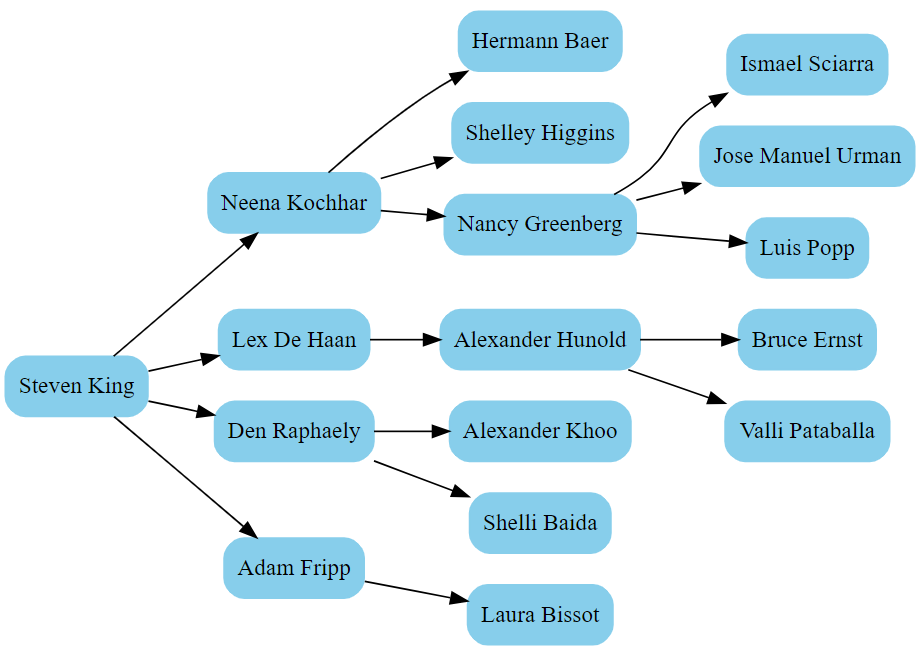 Hermann Baer
Ismael Sciarra
Shelley Higgins
Jose Manuel Urman
Neena Kochhar
Nancy Greenberg
Luis Popp
Lex De Haan
Alexander Hunold
Bruce Ernst
Steven King
Den Raphaely
Alexander Khoo
Valli Pataballa
Shelli Baida
Adam Fripp
Laura Bissot